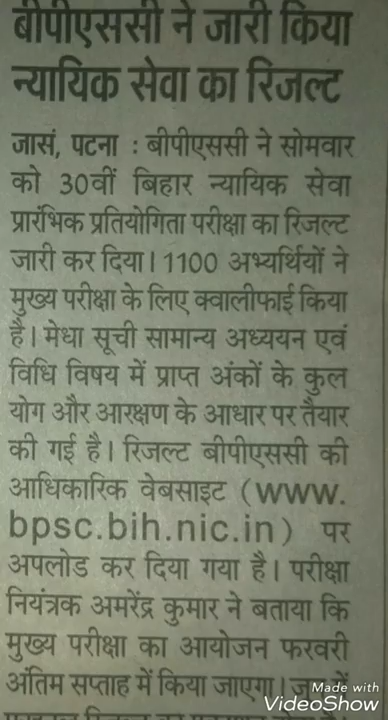 बीपीएससी ने जारी किया
न्यायिक सेवा का रिजल्ट
जासं, पटना : बीपीएससी ने सोमवार
को 30वीं बिहार न्यायिक सेवा
प्रारंभिक प्रतियोगिता परीक्षा का रिजल्ट
जारी कर दिया। 1100 अभ्यर्थियों ने
मुख्य परीक्षा के लिए क्वालीफाई किया
है। मेधा सूची सामान्य अध्ययन एवं
विधि विषय में प्राप्त अंकों के कुल
योग और आरक्षण के आधार पर तैयार
की गई है। रिजल्ट बीपीएससी की
आधिकारिक वेबसाइट (www.
bpsc.bih.nic.in) पर
अपलोड कर दिया गया है। परीक्षा
नियंत्रक अमरेंद्र कुमार ने बताया कि
मुख्य परीक्षा का आयोजन फरवरी
अंतिम सप्ताह में किया जाएगा।
Made with
VideoShow